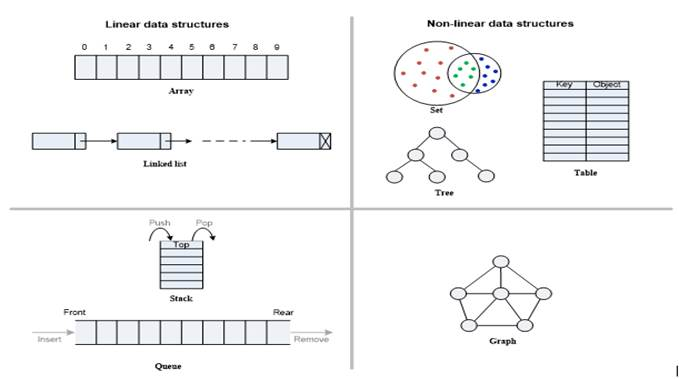 Linear data structures
0 1 2 3 4 5 6 7 8 9
Array
Linked list
Non-linear data structures
Set
Key Object
Tree
Table
Push Pop
Top
Stack
Front Rear
Insert Remove
Queue
Graph